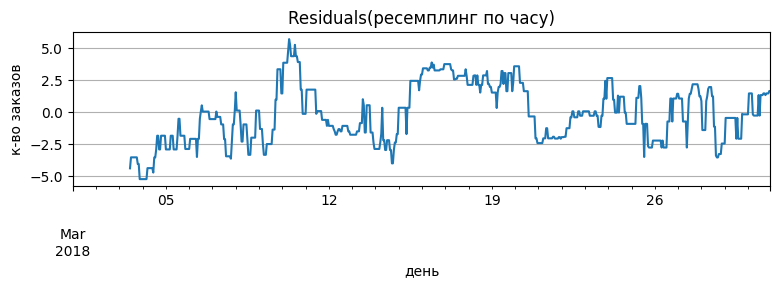 Residuals(ресемплинг по часу)
к-во заказов
5.0
2.5
0.0
−2.5
−5.0
05
12
19
26
Mar
2018
день